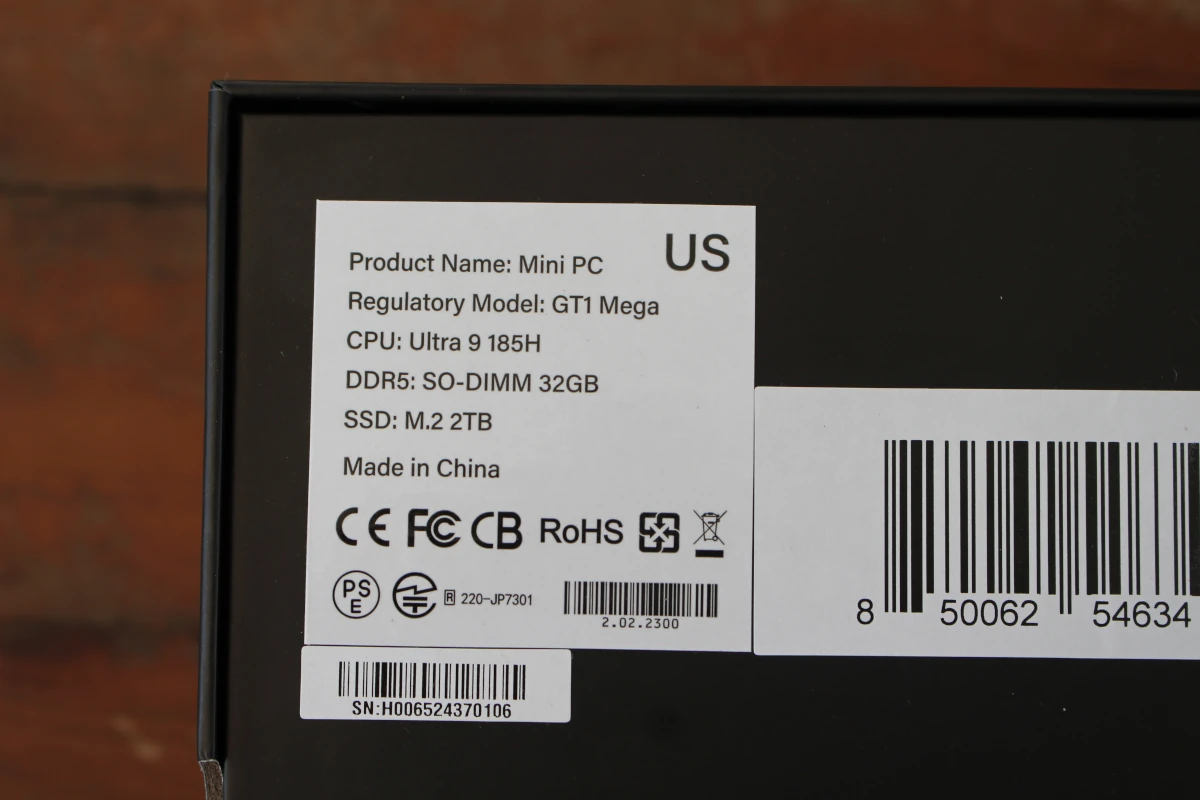 US
Product Name: Mini PC
Regulatory Model: GT1 Mega
CPU: Ultra 9 185H
DDR5: SO-DIMM 32GB
SSD: M.2 2TB
Made in China
CE FC CB RoHS
PS E R 220-JP7301
2.02.2300
SN:H006524370106
8 50062 54634